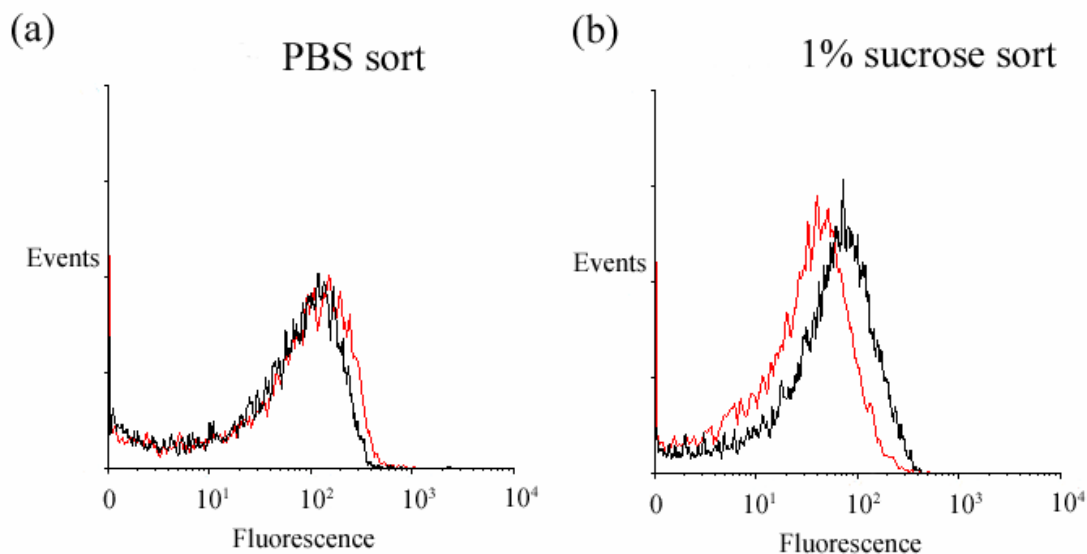 (a)
PBS sort
Events
0 10¹ 10² 10³ 10⁴
Fluorescence
(b)
1% sucrose sort
Events
0 10¹ 10² 10³ 10⁴
Fluorescence